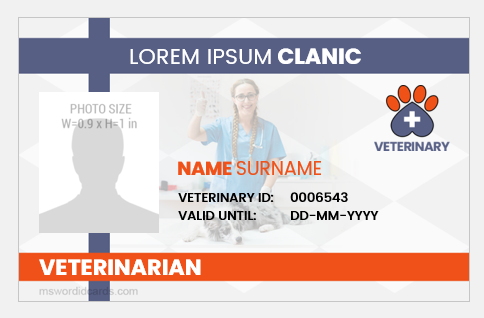 LOREM IPSUM CLANIC
PHOTO SIZE
W=0.9 x H=1 in
VETERINARY
NAME SURNAME
VETERINARY ID: 0006543
VALID UNTIL: DD-MM-YYYY
VETERINARIAN
mswordidcards.com